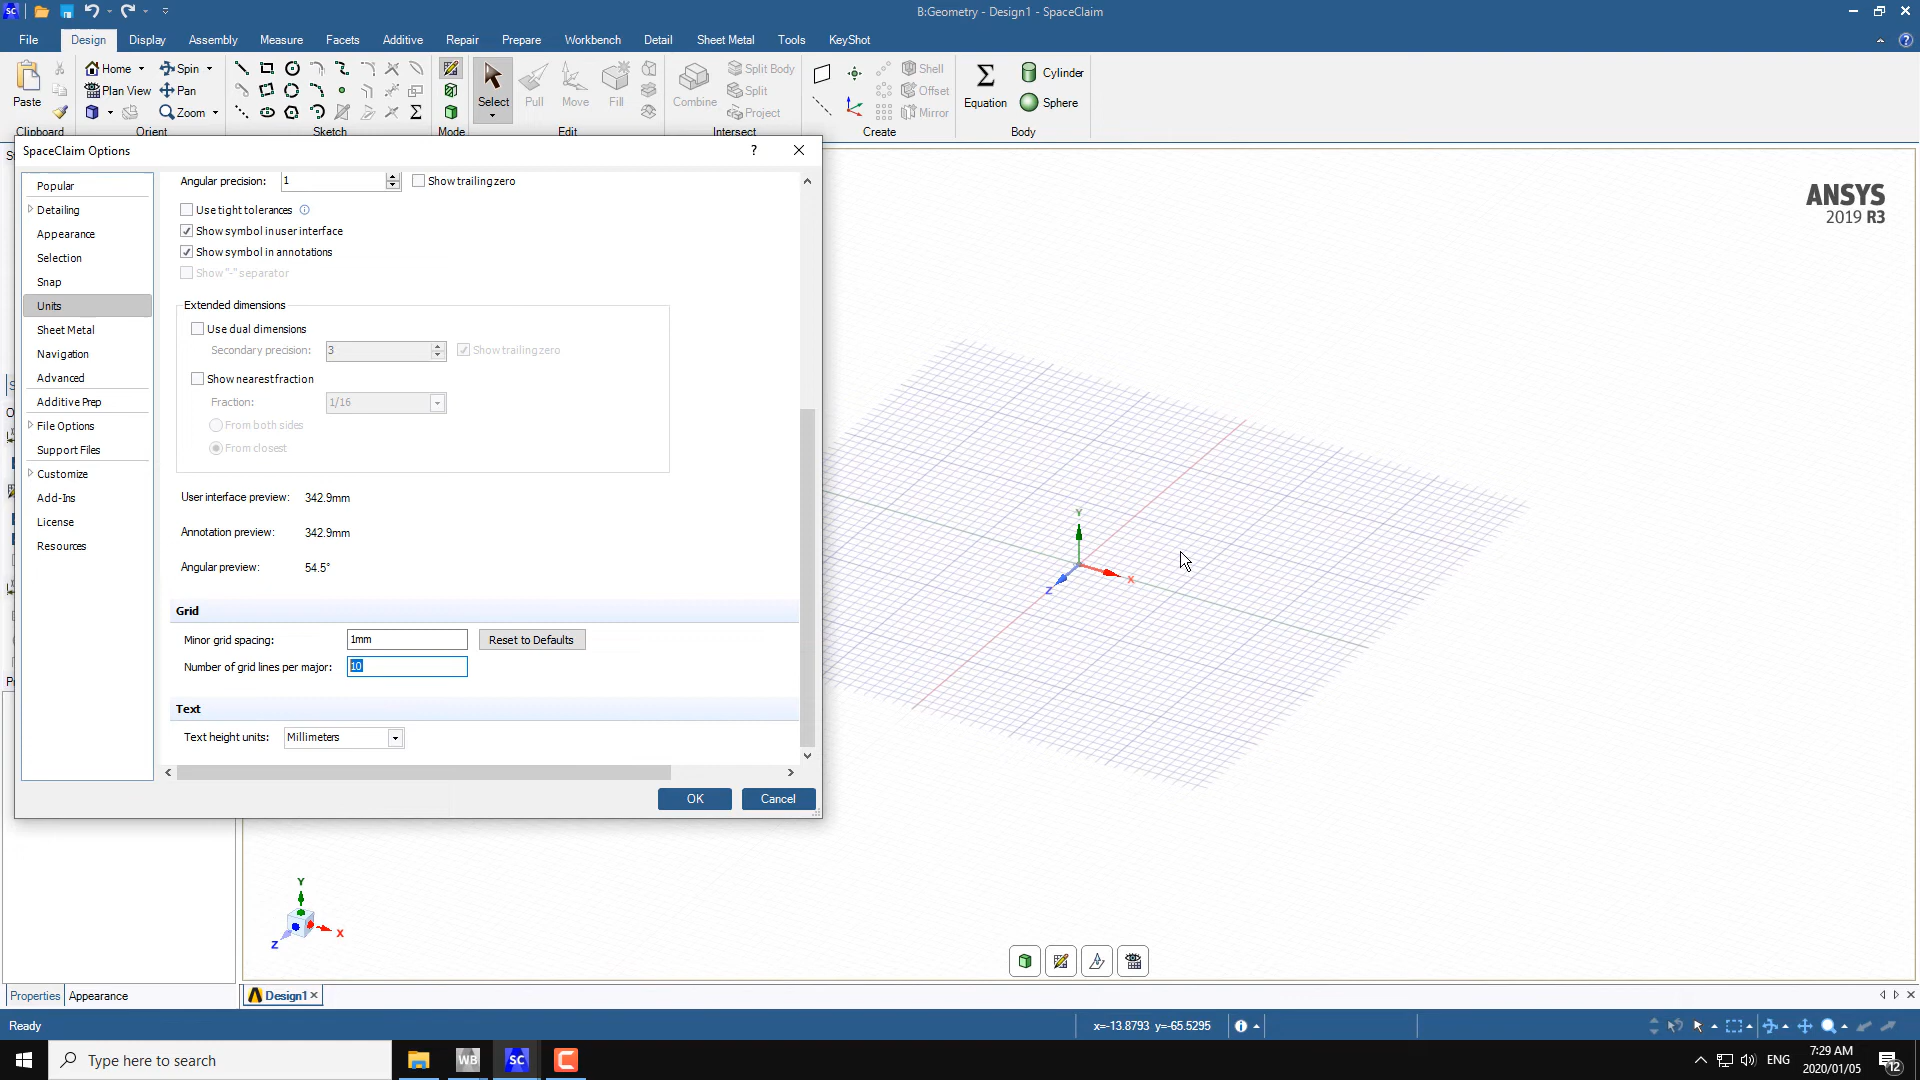 B:Geometry - Design1 - SpaceClaim
File Design Display Assembly Measure Facets Additive Repair Prepare Workbench Detail Sheet Metal Tools KeyShot
Paste
Home Spin
Plan View Pan
Zoom
Select Pull Move Fill
Combine Split Body
Split
Project
Shell
Offset
Mirror
Equation Cylinder
Sphere
Clipboard Orient Sketch Mode Edit Intersect Create Body
SpaceClaim Options ?
Popular
Detailing
Appearance
Selection
Snap
Units
Sheet Metal
Navigation
Advanced
Additive Prep
File Options
Support Files
Customize
Add-Ins
License
Resources
Angular precision: 1 Show trailing zero
Use tight tolerances
Show symbol in user interface
Show symbol in annotations
Show "-" separator
Extended dimensions
Use dual dimensions
Secondary precision: 3 Show trailing zero
Show nearest fraction
Fraction: 1/16
From both sides
From closest
User interface preview: 342.9mm
Annotation preview: 342.9mm
Angular preview: 54.5°
Grid
Minor grid spacing: 1mm Reset to Defaults
Number of grid lines per major: 10
Text
Text height units: Millimeters
OK Cancel
ANSYS
2019 R3
Y
X
Z
Y
X
Z
Properties Appearance
Design1
Ready x=-13.8793 y=-65.5295
Type here to search
WB SC
ENG
7:29 AM
2020/01/05
12